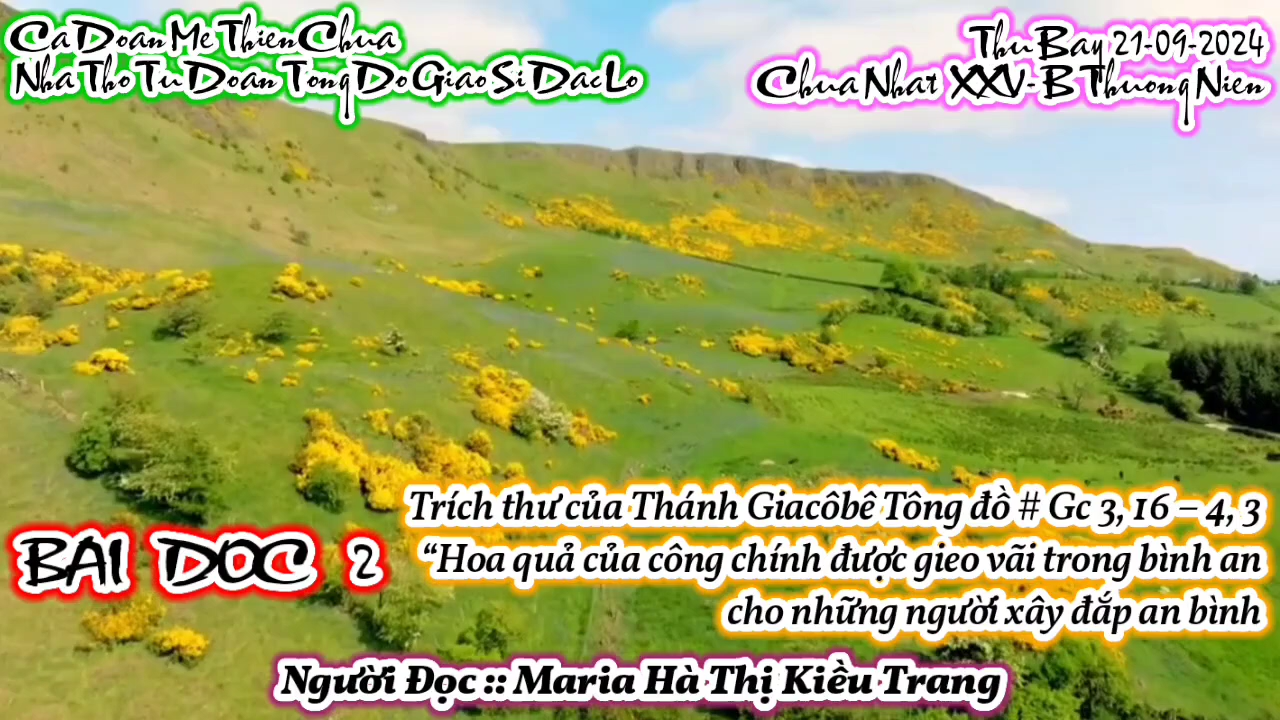 Ca Doan Me Thien Chua
Nha Tho Tu Doan Tong Do Giao Si Dac Lo
Thu Bay 21-09-2024
Chua Nhat XXV-B Thuong Nien
Trích thư của Thánh Giacôbê Tông đồ # Gc 3, 16 – 4, 3
BAI DOC 2
“Hoa quả của công chính được gieo vãi trong bình an
cho những người xây đắp an bình
Người Đọc :: Maria Hà Thị Kiều Trang